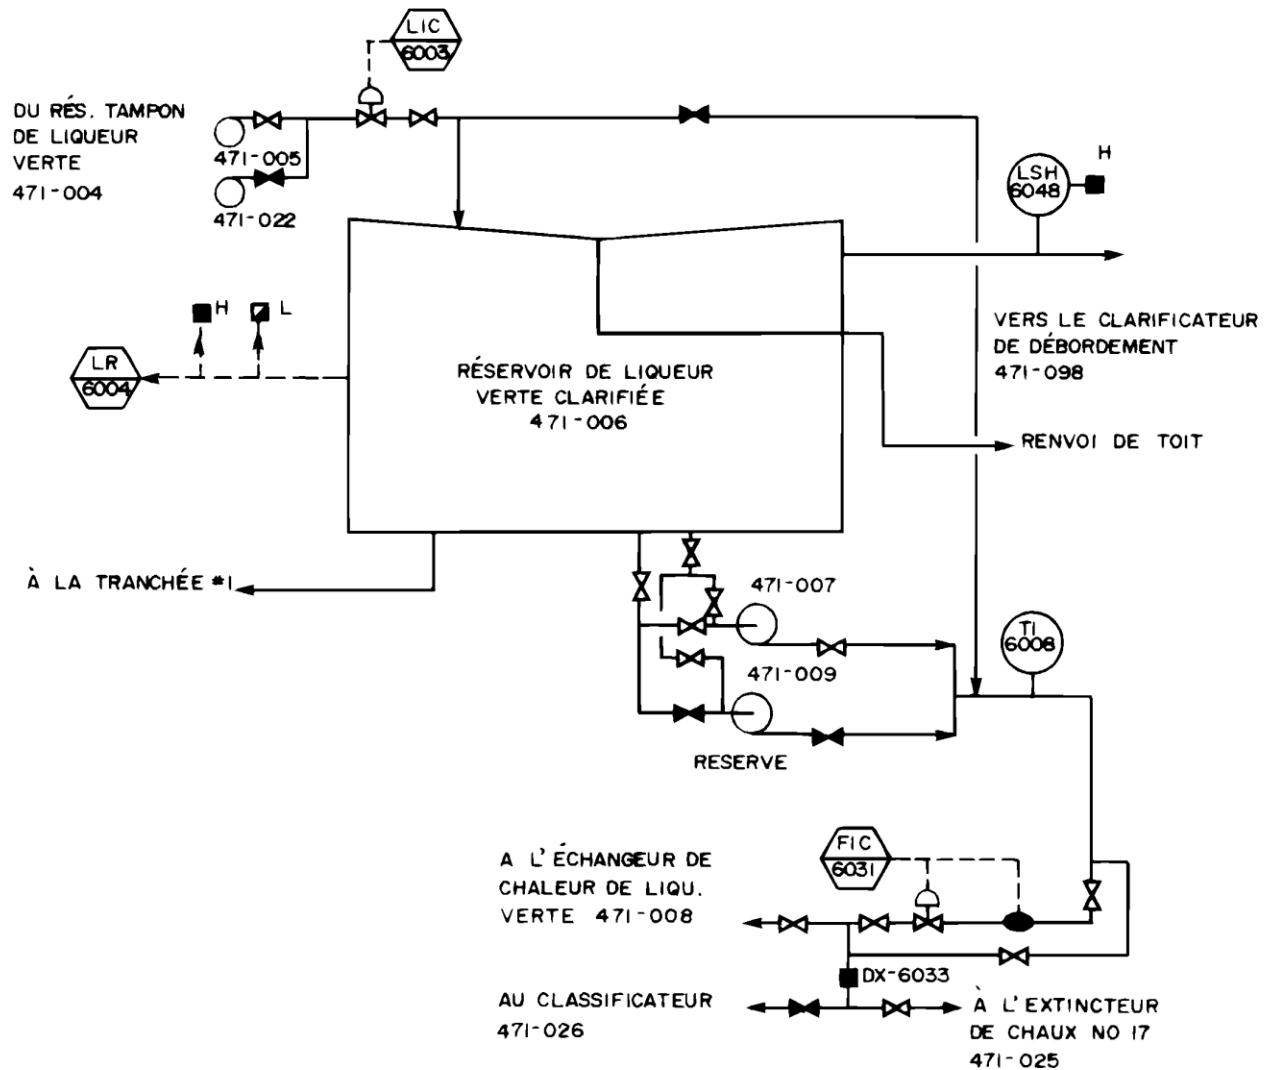 LIC
6003
DU RÉS. TAMPON
DE LIQUEUR
VERTE
471-004
471-005
471-022
LSH
6048
H
H
L
LR
6004
RÉSERVOIR DE LIQUEUR
VERTE CLARIFIÉE
471-006
VERS LE CLARIFICATEUR
DE DÉBORDEMENT
471-098
RENVOI DE TOIT
À LA TRANCHÉE #1
471-007
471-009
TI
6008
RESERVE
FIC
6031
A L'ÉCHANGEUR DE
CHALEUR DE LIQU.
VERTE 471-008
DX-6033
AU CLASSIFICATEUR
471-026
À L'EXTINCTEUR
DE CHAUX NO 17
471-025